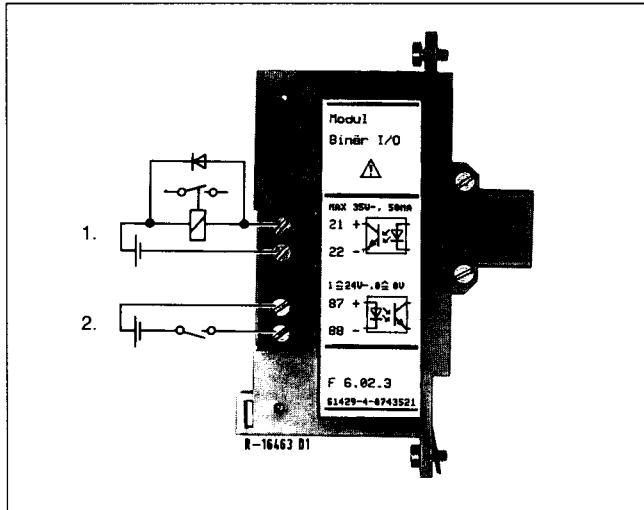 Modul
Binär I/O
MAX 35V-, 50MA
1.
21 +
22 -
1≙24V-,0≙0V
2.
87 +
88 -
F 6.02.3
61429-4-0743521
R-16463 D1